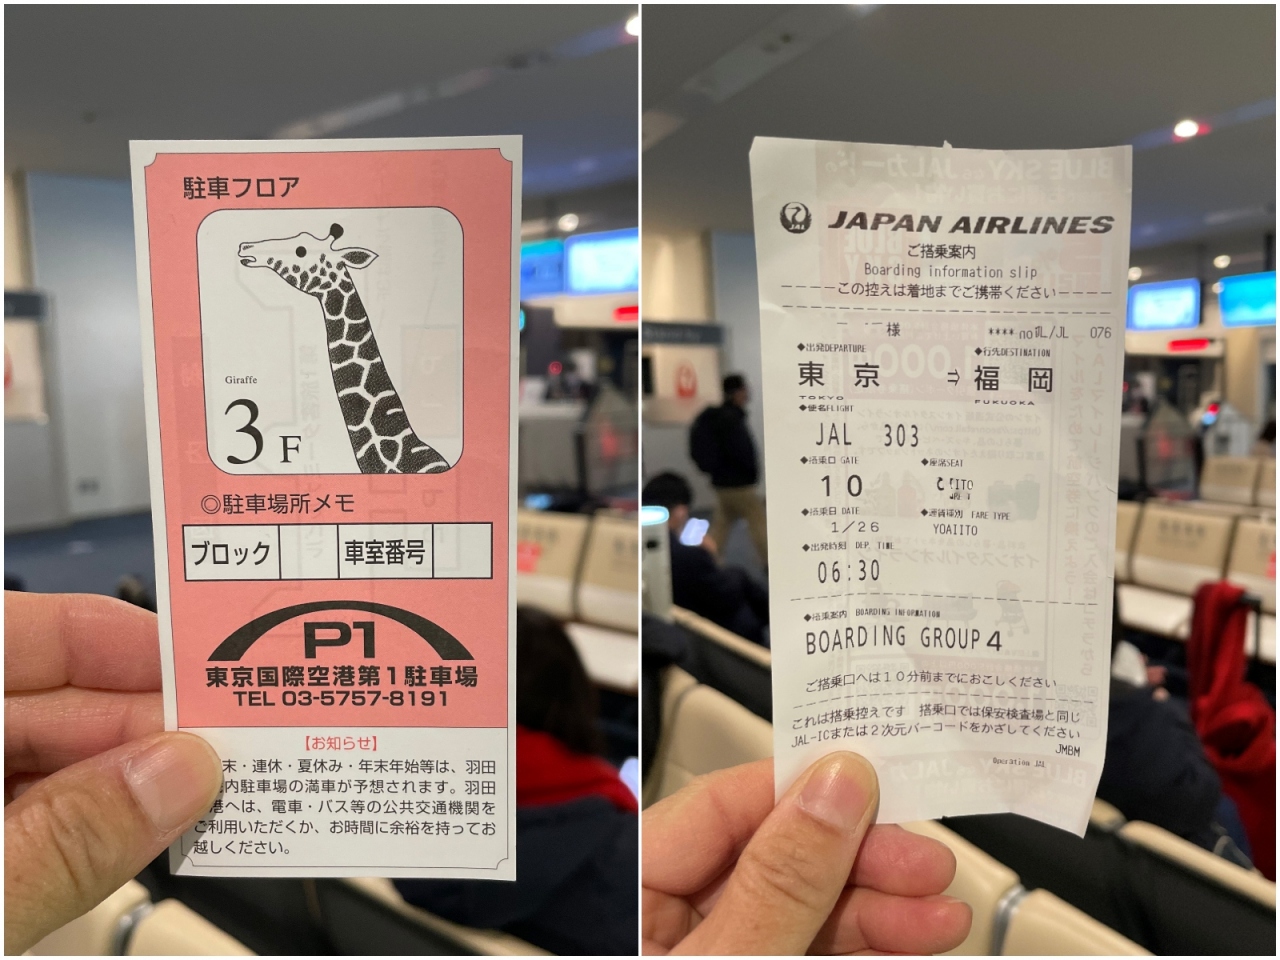 駐車フロア
Giraffe
3F
◎駐車場所メモ
ブロック 車室番号
P1
東京国際空港第1駐車場
TEL 03-5757-8191
【お知らせ】
末・連休・夏休み・年末年始等は、羽田
内駐車場の満車が予想されます。羽田
港へは、電車・バス等の公共交通機関を
ご利用いただくか、お時間に余裕を持ってお
越しください。
JAL JAPAN AIRLINES
ご搭乗案内
Boarding information slip
この控えは着地までご携帯ください
様 **** no JL/JL 076
◆出発DEPARTURE ◆行先DESTINATION
東京 ⇒ 福岡
TOKYO FUKUOKA
◆便名FLIGHT
JAL 303
◆搭乗口 GATE ◆座席SEAT
10
◆搭乗日 DATE ◆運賃種別 FARE TYPE
1/26 YOAIITO
◆出発時刻 DEP. TIME
06:30
◆搭乗案内 BOARDING INFORMATION
BOARDING GROUP 4
ご搭乗口へは10分前までにおこしください
これは搭乗控えです 搭乗口では保安検査場と同じ
JAL-ICまたは2次元バーコードをかざしてください
JMBM
Operation JAL